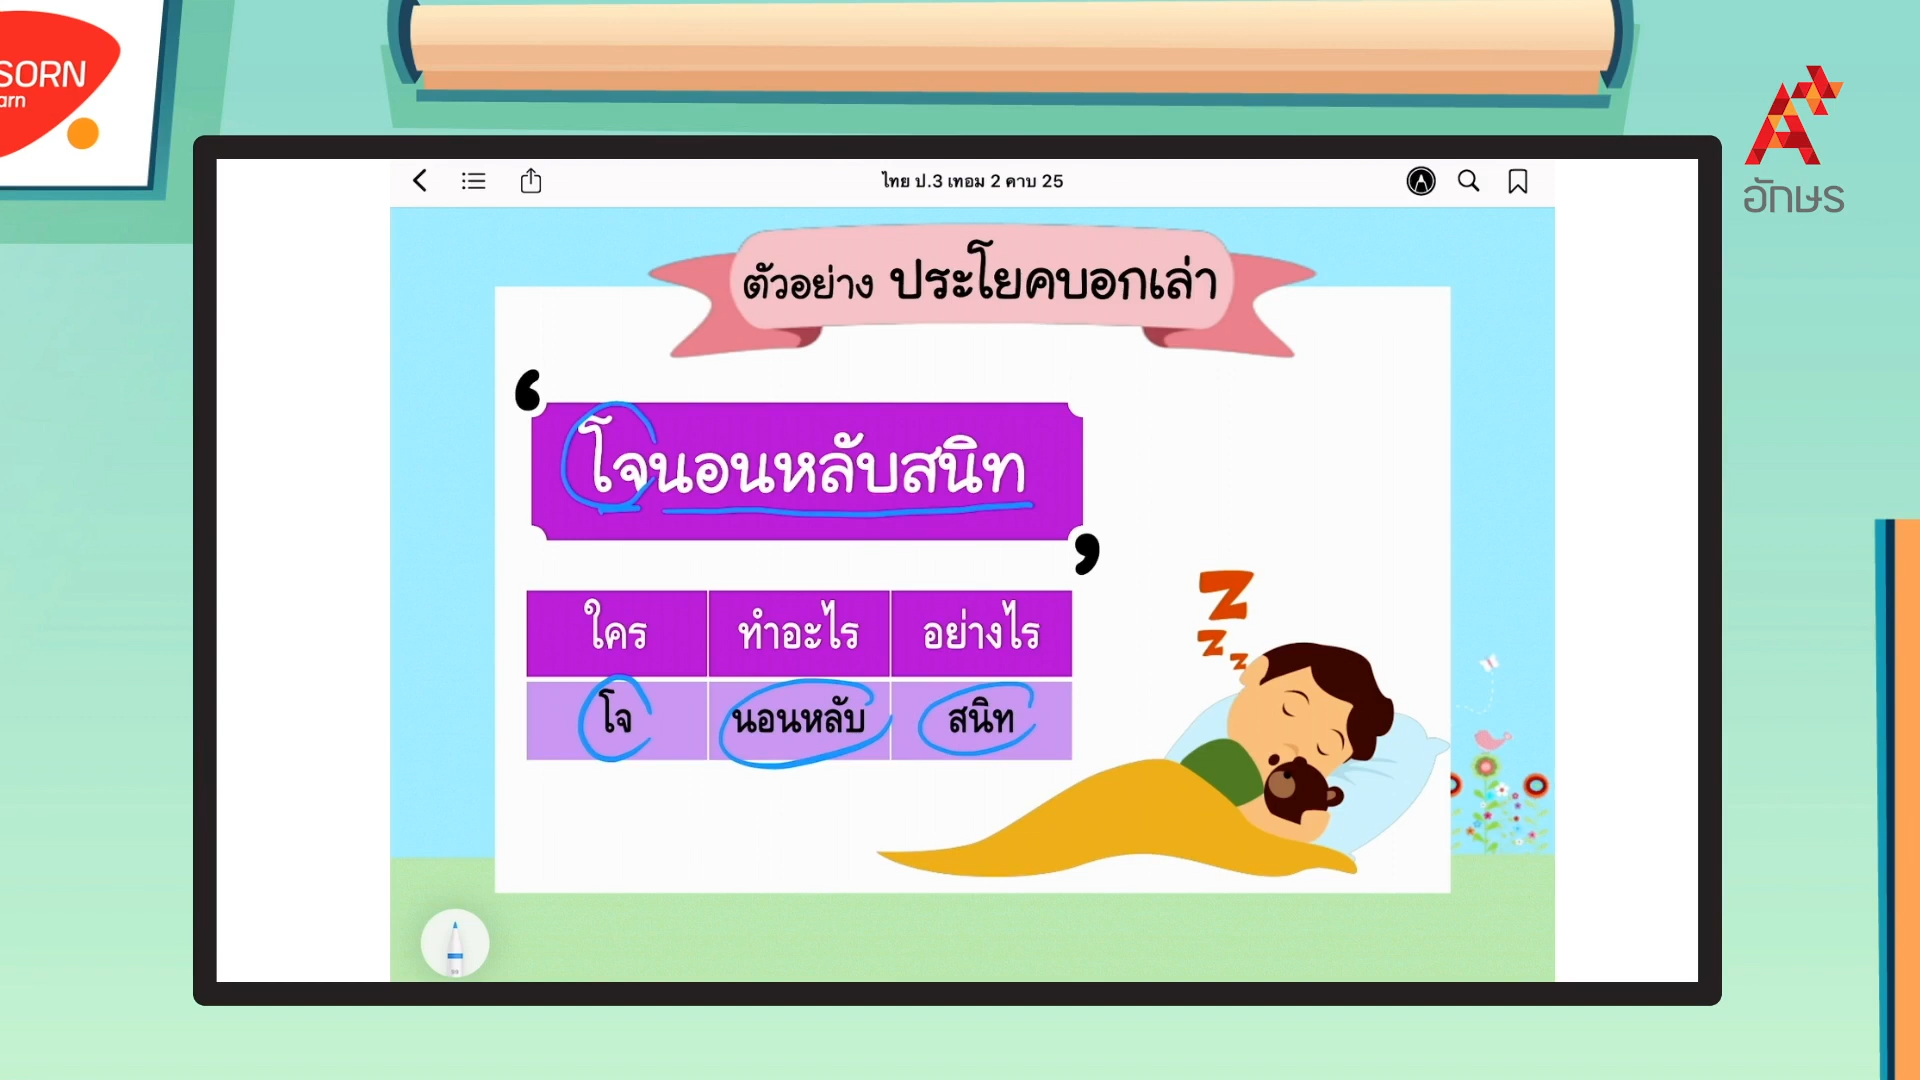 SORN
arn
อักษร
ไทย ป.3 เทอม 2 คาบ 25
ตัวอย่าง ประโยคบอกเล่า
‘
โจนอนหลับสนิท
’
ใคร ทำอะไร อย่างไร
โจ นอนหลับ สนิท
Z
Z
Z